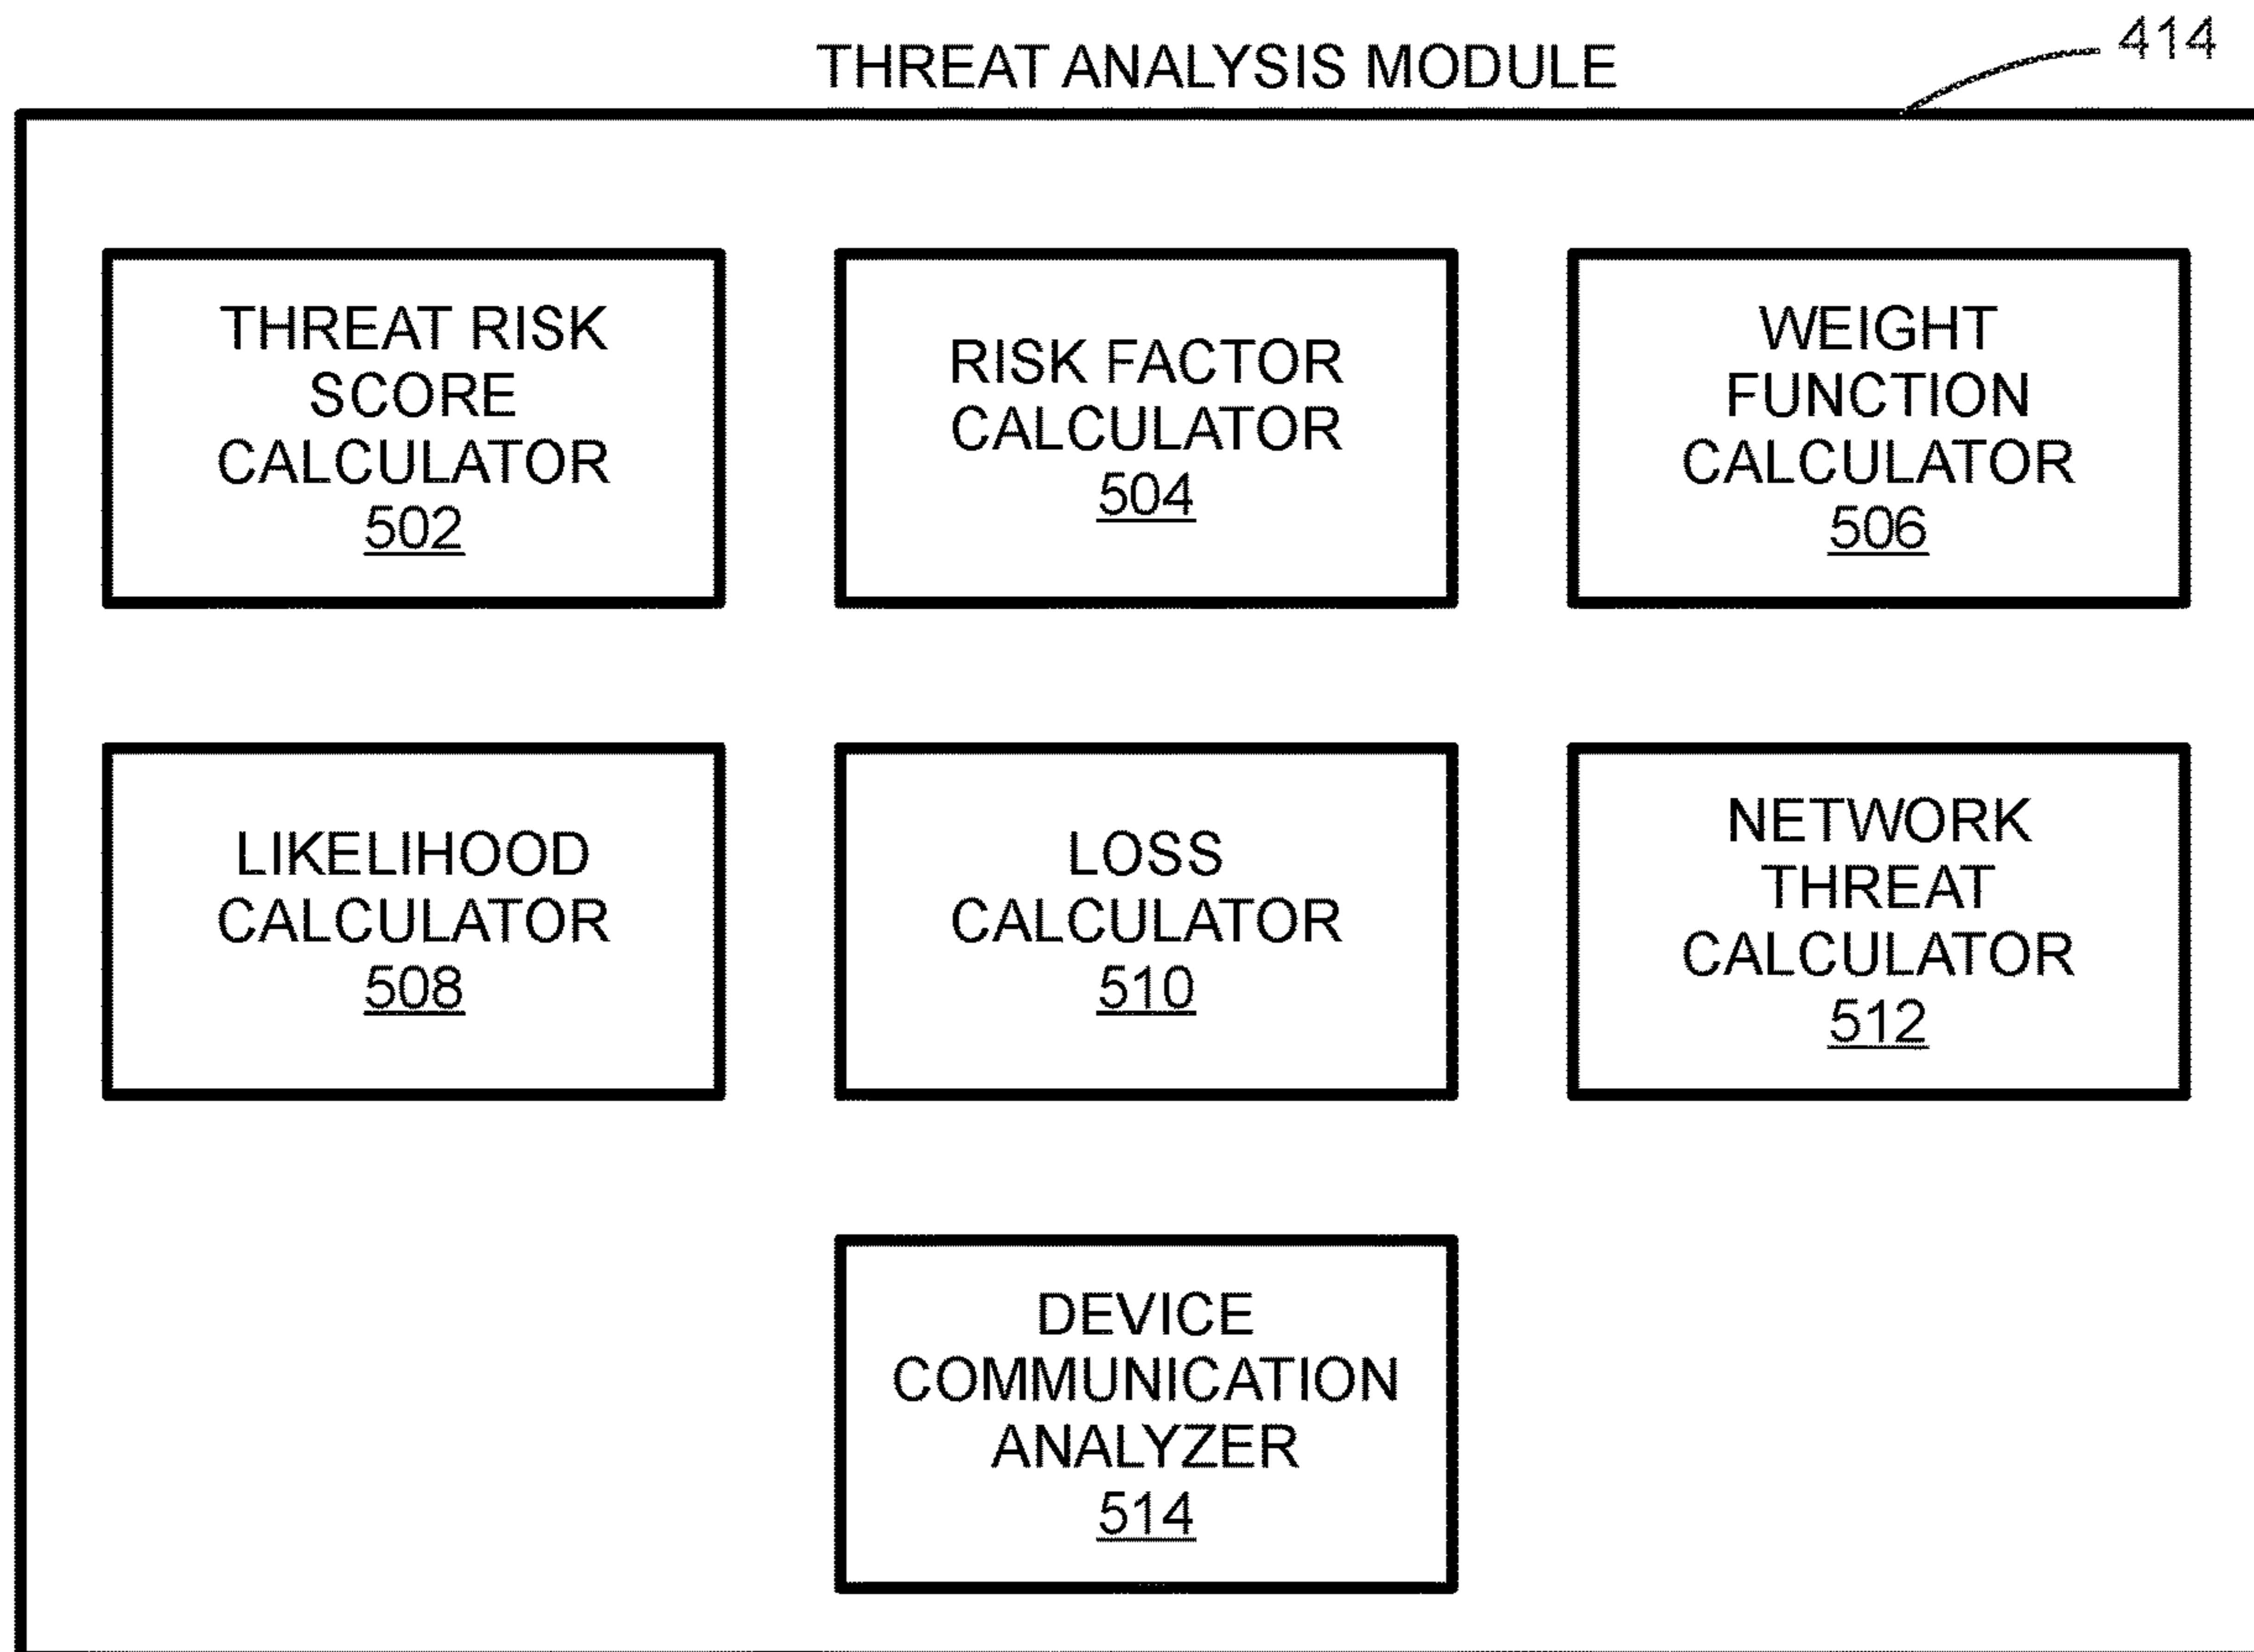 THREAT ANALYSIS MODULE
414
THREAT RISK
SCORE
CALCULATOR
502
RISK FACTOR
CALCULATOR
504
WEIGHT
FUNCTION
CALCULATOR
506
LIKELIHOOD
CALCULATOR
508
LOSS
CALCULATOR
510
NETWORK
THREAT
CALCULATOR
512
DEVICE
COMMUNICATION
ANALYZER
514